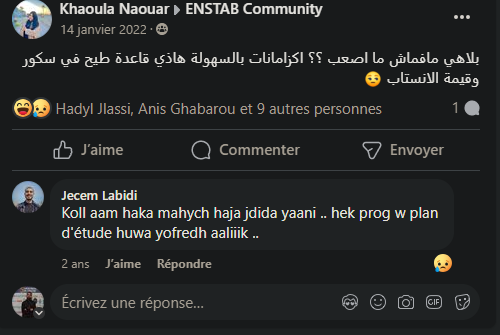 Khaoula Naouar ▸ ENSTAB Community
14 janvier 2022 ·
بلاهي مافماش ما اصعب ؟؟ اكزامانات بالسهولة هاذي قاعدة طيح في سكور
وقيمة الانستاب 😒
Hadyl Jlassi, Anis Ghabarou et 9 autres personnes
1
J'aime
Commenter
Envoyer
Jecem Labidi
Koll aam haka mahych haja jdida yaani .. hek prog w plan
d'étude huwa yofredh aaliiik ..
2 ans J'aime Répondre
Écrivez une réponse...
GIF